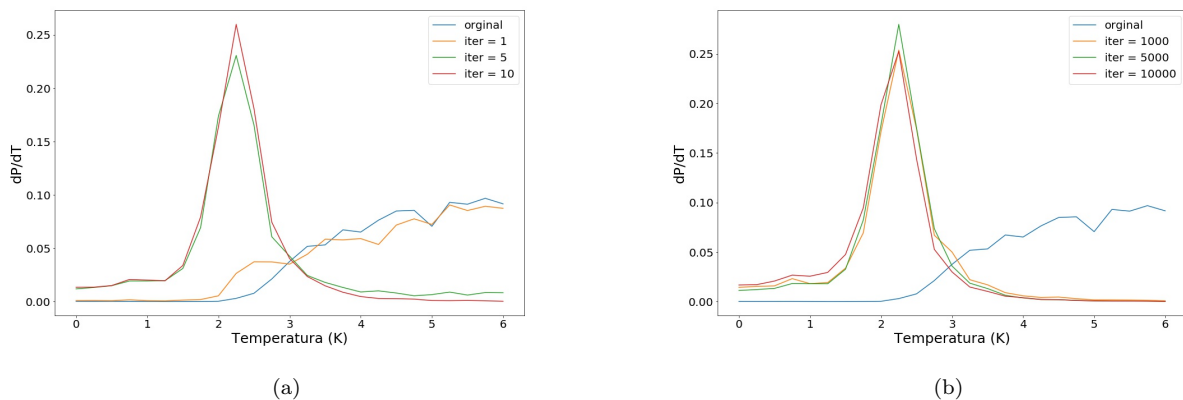 orginal
iter = 1
iter = 5
iter = 10
dP/dT
0.25
0.20
0.15
0.10
0.05
0.00
0 1 2 3 4 5 6
Temperatura (K)
(a)
orginal
iter = 1000
iter = 5000
iter = 10000
dP/dT
0.25
0.20
0.15
0.10
0.05
0.00
0 1 2 3 4 5 6
Temperatura (K)
(b)